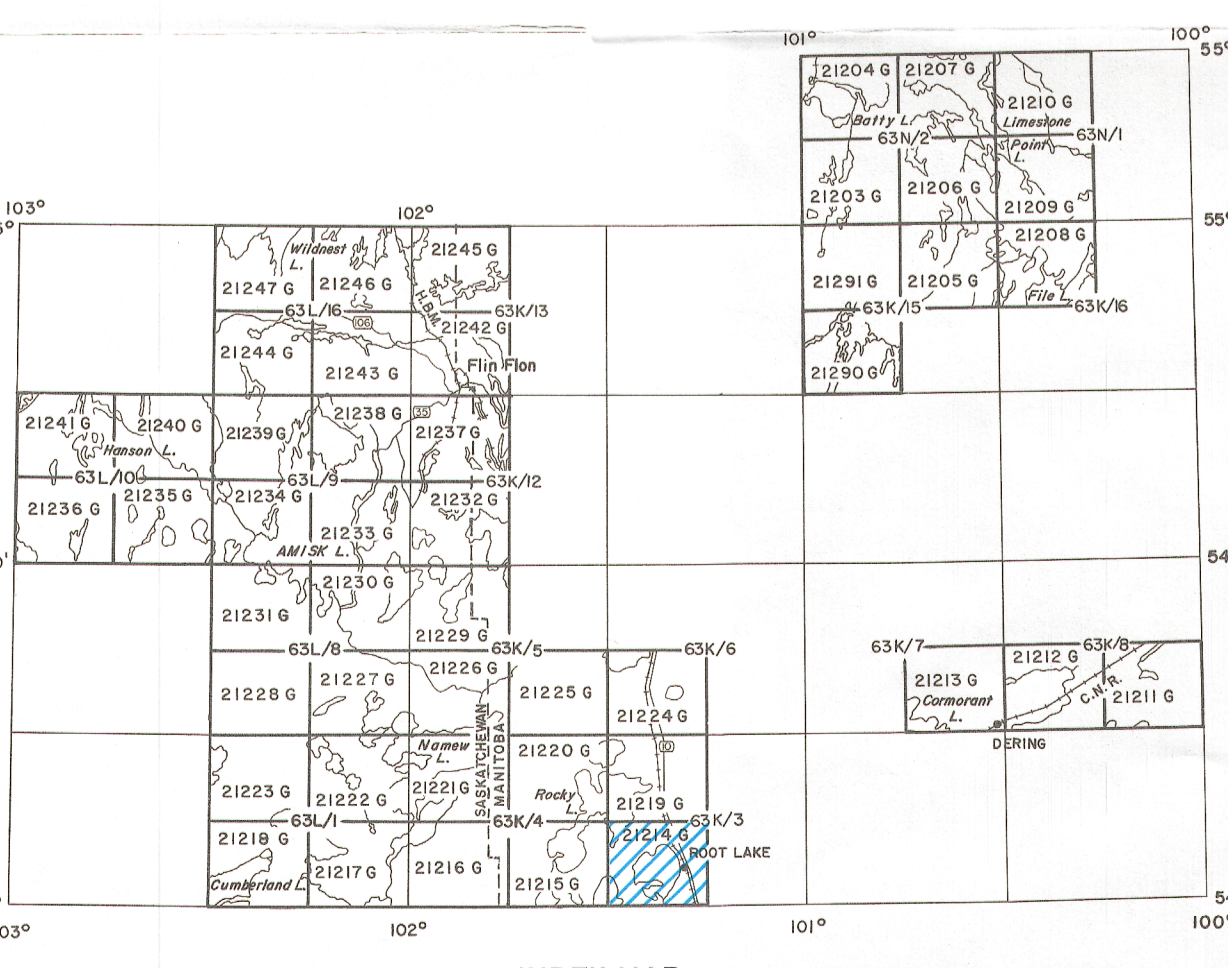 101°
100°
55°
21204 G
21207 G
21210 G
Batty L.
Limestone
63N/2
63N/1
Point
L.
21203 G
21206 G
21209 G
103°
102°
55°
21208 G
Wildnest
L.
21245 G
21247 G
21246 G
21291 G
21205 G
File L.
63L/16
H.B.M.
63K/13
63K/15
63K/16
106
21242 G
21244 G
21243 G
Flin Flon
21290 G
21241 G
21240 G
21239 G
21238 G
35
21237 G
Hanson L.
63L/10
63L/9
63K/12
21236 G
21235 G
21234 G
21233 G
21232 G
AMISK L.
54
21230 G
21231 G
21229 G
63L/8
63K/5
63K/6
63K/7
63K/8
21228 G
21227 G
21226 G
21225 G
21224 G
21213 G
21212 G
21211 G
Cormorant
L.
C.N.R.
DERING
SASKATCHEWAN
MANITOBA
Namew
L.
21220 G
10
21223 G
21222 G
21221 G
Rocky
L.
21219 G
63L/1
63K/4
63K/3
21218 G
21214 G
ROOT LAKE
21217 G
21216 G
21215 G
Cumberland L.
03°
102°
101°
100°